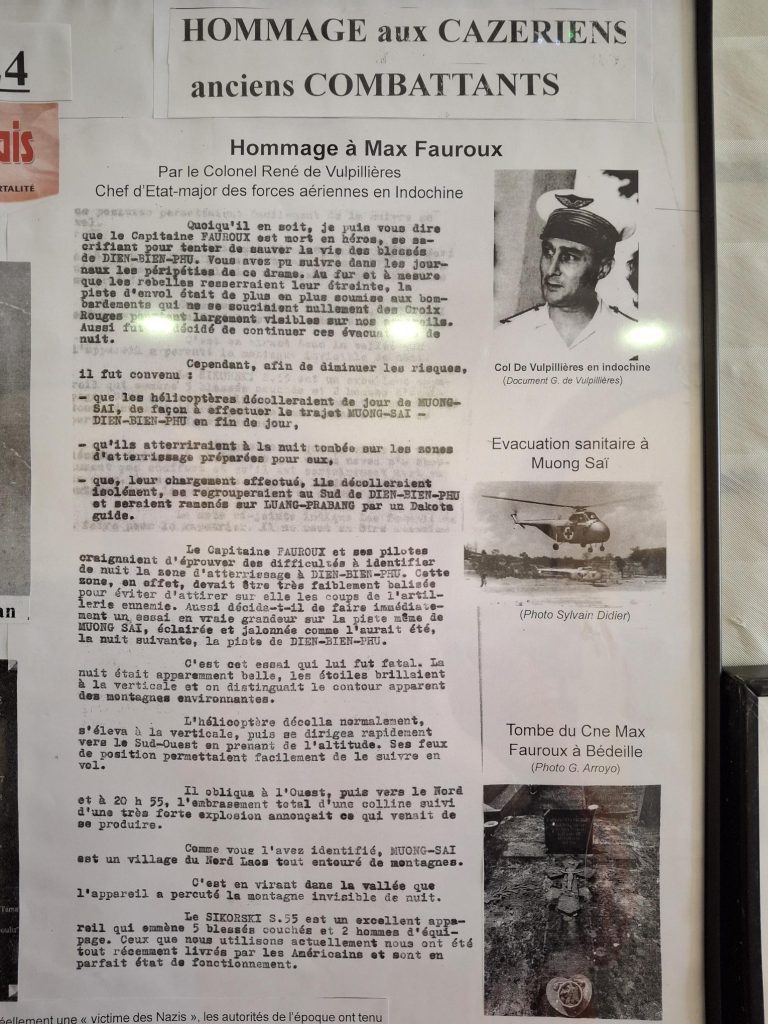 HOMMAGE aux CAZERIENS
anciens COMBATTANTS
4
ais
RTALITÉ
Hommage à Max Fauroux
Par le Colonel René de Vulpillières
Chef d'Etat-major des forces aériennes en Indochine
Quoiqu'il en soit, je puis vous dire
que le Capitaine FAUROUX est mort en héros, se sa-
crifiant pour tenter de sauver la vie des blessés
de DIEN-BIEN-PHU. Vous avez pu suivre dans les jour-
naux les péripéties de ce drame. Au fur et à mesure
que les rebelles resserraient leur étreinte, la
piste d'envol était de plus en plus soumise aux bom-
bardements qui ne se souciaient nullement des Croix
Rouges largement visibles sur nos
Aussi décidé de continuer ces de
nuit.
Cependant, afin de diminuer les risques,
il fut convenu :
- que les hélicoptères décolleraient de jour de MUONG-
SAI, de façon à effectuer le trajet MUONG-SAI -
DIEN-BIEN-PHU en fin de jour,
- qu'ils atterriraient à la nuit tombée sur les zones
d'atterrissage préparées pour eux,
- que, leur chargement effectué, ils décolleraient
isolément, se regrouperaient au Sud de DIEN-BIEN-PHU
et seraient ramenés sur LUANG-PRABANG par un Dakota
guide.
Le Capitaine FAUROUX et ses pilotes
craignaient d'éprouver des difficultés à identifier
de nuit la zone d'atterrissage à DIEN-BIEN-PHU. Cette
zone, en effet, devait être très faiblement balisée
pour éviter d'attirer sur elle les coups de l'artil-
lerie ennemie. Aussi décida-t-il de faire immédiate-
ment un essai en vraie grandeur sur la piste même de
MUONG SAI, éclairée et jalonnée comme l'aurait été,
la nuit suivante, la piste de DIEN-BIEN-PHU.
C'est cet essai qui lui fut fatal. La
nuit était apparemment belle, les étoiles brillaient
à la verticale et on distinguait le contour apparent
des montagnes environnantes.
L'hélicoptère décolla normalement,
s'éleva à la verticale, puis se dirigea rapidement
vers le Sud-Ouest en prenant de l'altitude. Ses feux
de position permettaient facilement de le suivre en
vol.
Il obliqua à l'Ouest, puis vers le Nord
et à 20 h 55, l'embrasement total d'une colline suivi
d'une très forte explosion annonçait ce qui venait de
se produire.
Comme vous l'avez identifié, MUONG-SAI
est un village du Nord Laos tout entouré de montagnes.
C'est en virant dans la vallée que
l'appareil a percuté la montagne invisible de nuit.
Le SIKORSKI S.55 est un excellent appa-
reil qui emmène 5 blessés couchés et 2 hommes d'équi-
page. Ceux que nous utilisons actuellement nous ont été
tout récemment livrés par les Américains et sont en
parfait état de fonctionnement.
Col De Vulpillières en indochine
(Document G. de Vulpillières)
Evacuation sanitaire à
Muong Saï
(Photo Sylvain Didier)
Tombe du Cne Max
Fauroux à Bédeille
(Photo G. Arroyo)
an
éellement une « victime des Nazis », les autorités de l'époque ont tenu